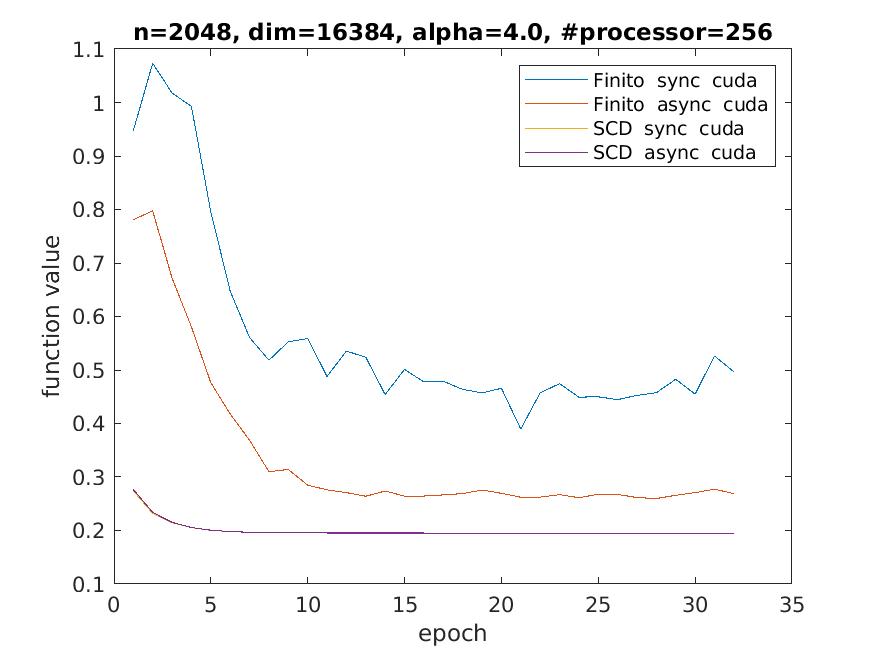 n=2048, dim=16384, alpha=4.0, #processor=256
1.1
1
0.9
0.8
0.7
0.6
0.5
0.4
0.3
0.2
0.1
function value
Finito sync cuda
Finito async cuda
SCD sync cuda
SCD async cuda
0 5 10 15 20 25 30 35
epoch